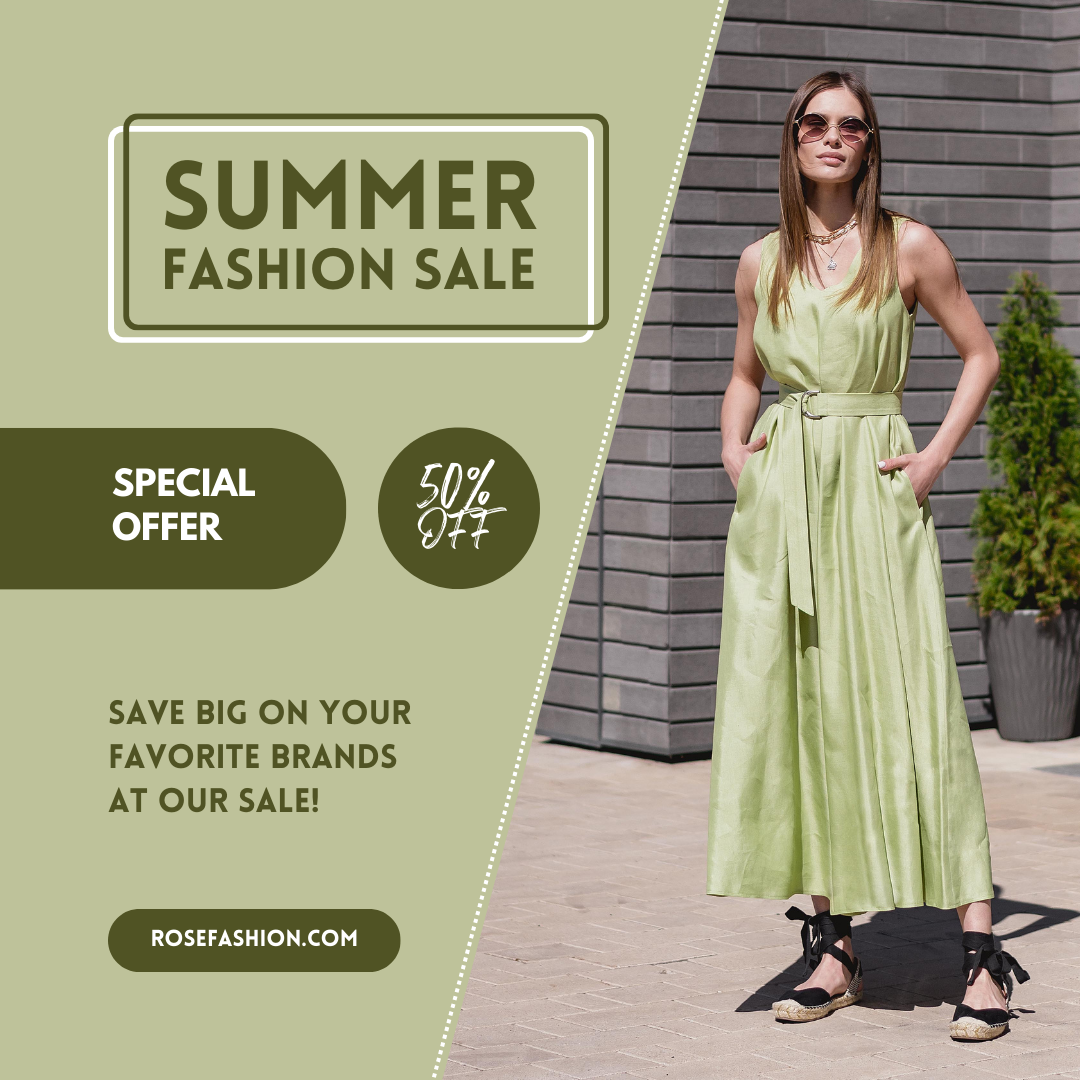 SUMMER
FASHION SALE
SPECIAL
OFFER
50%
OFF
SAVE BIG ON YOUR
FAVORITE BRANDS
AT OUR SALE!
ROSEFASHION.COM